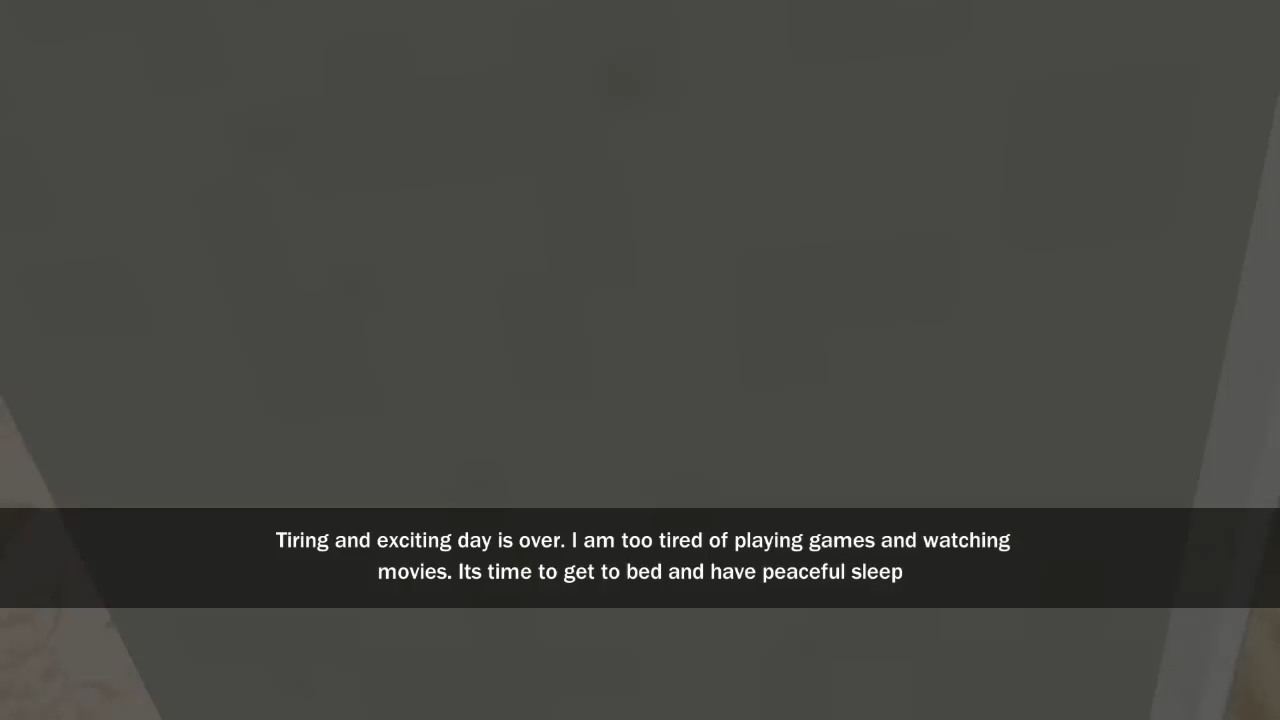 Tiring and exciting day is over. I am too tired of playing games and watching
movies. Its time to get to bed and have peaceful sleep